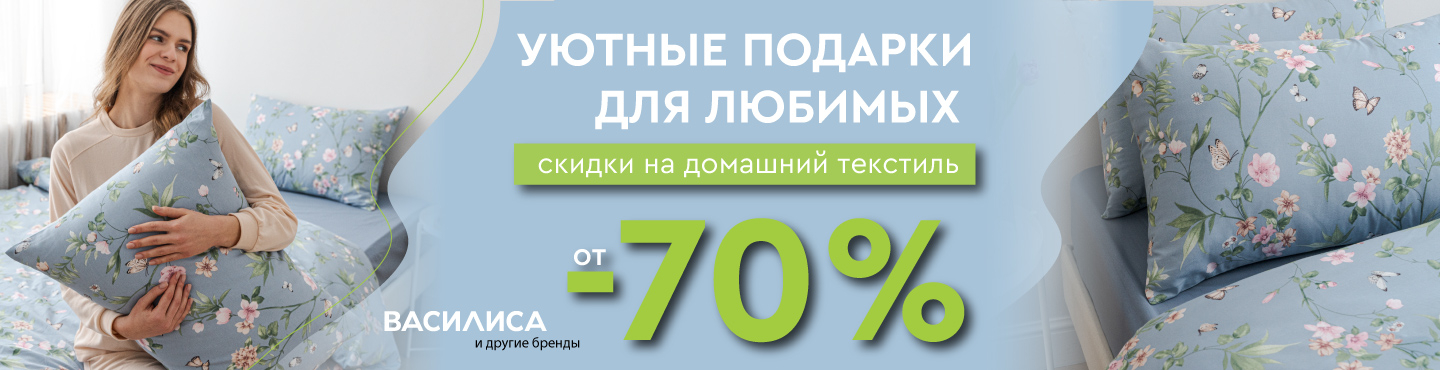 УЮТНЫЕ ПОДАРКИ
ДЛЯ ЛЮБИМЫХ
скидки на домашний текстиль
от -70%
ВАСИЛИСА
и другие бренды